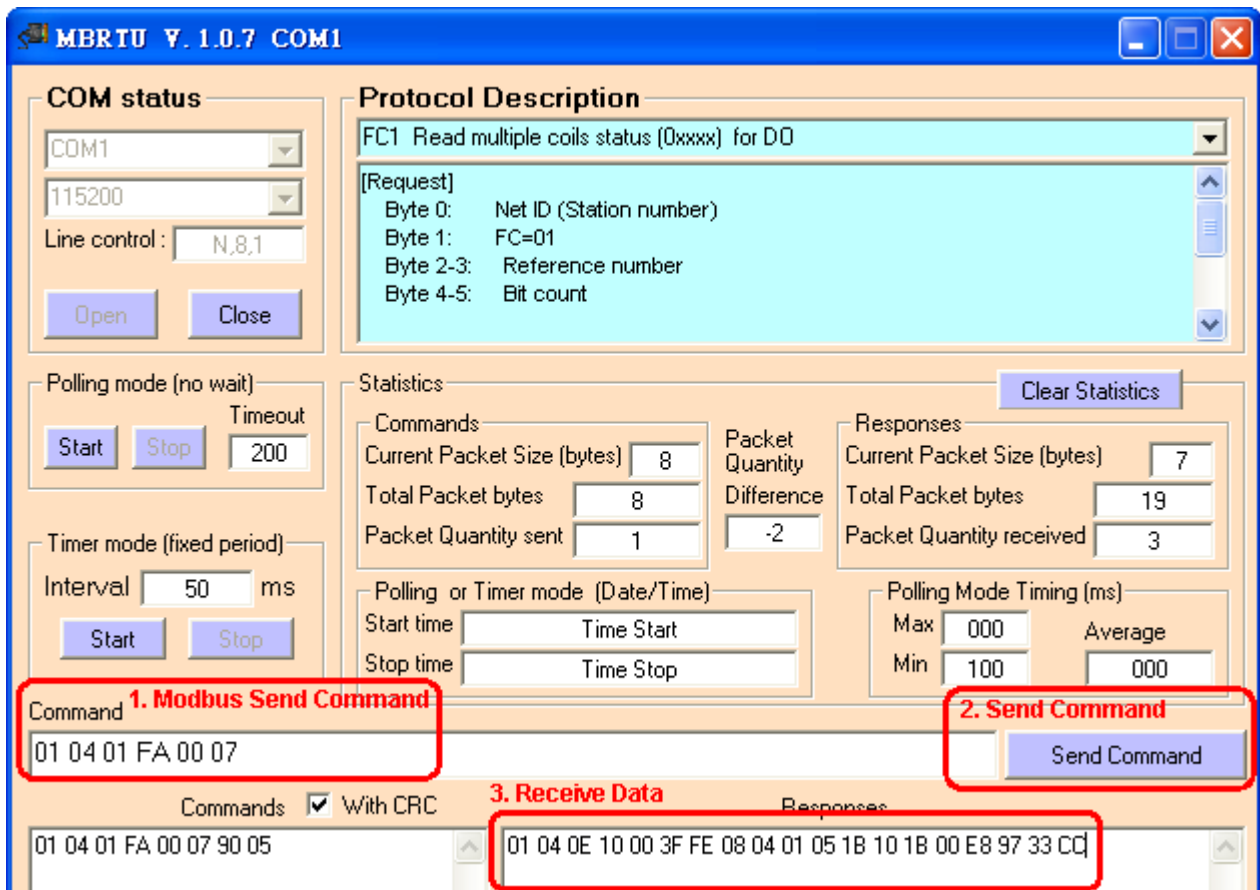 MBRTU V. 1.0.7 COM1
COM status
COM1
115200
Line control : N,8,1
Open Close
Protocol Description
FC1 Read multiple coils status (0xxxx) for DO
[Request]
Byte 0: Net ID (Station number)
Byte 1: FC=01
Byte 2-3: Reference number
Byte 4-5: Bit count
Polling mode (no wait)
Timeout
Start Stop 200
Timer mode (fixed period)
Interval 50 ms
Start Stop
Statistics
Clear Statistics
Commands
Current Packet Size (bytes) 8
Total Packet bytes 8
Packet Quantity sent 1
Packet
Quantity
Difference
-2
Responses
Current Packet Size (bytes) 7
Total Packet bytes 19
Packet Quantity received 3
Polling or Timer mode (Date/Time)
Start time Time Start
Stop time Time Stop
Polling Mode Timing (ms)
Max 000
Min 100
Average
000
Command 1. Modbus Send Command
01 04 01 FA 00 07
2. Send Command
Send Command
Commands With CRC
01 04 01 FA 00 07 90 05
3. Receive Data
Responses
01 04 0E 10 00 3F FE 08 04 01 05 1B 10 1B 00 E8 97 33 CC